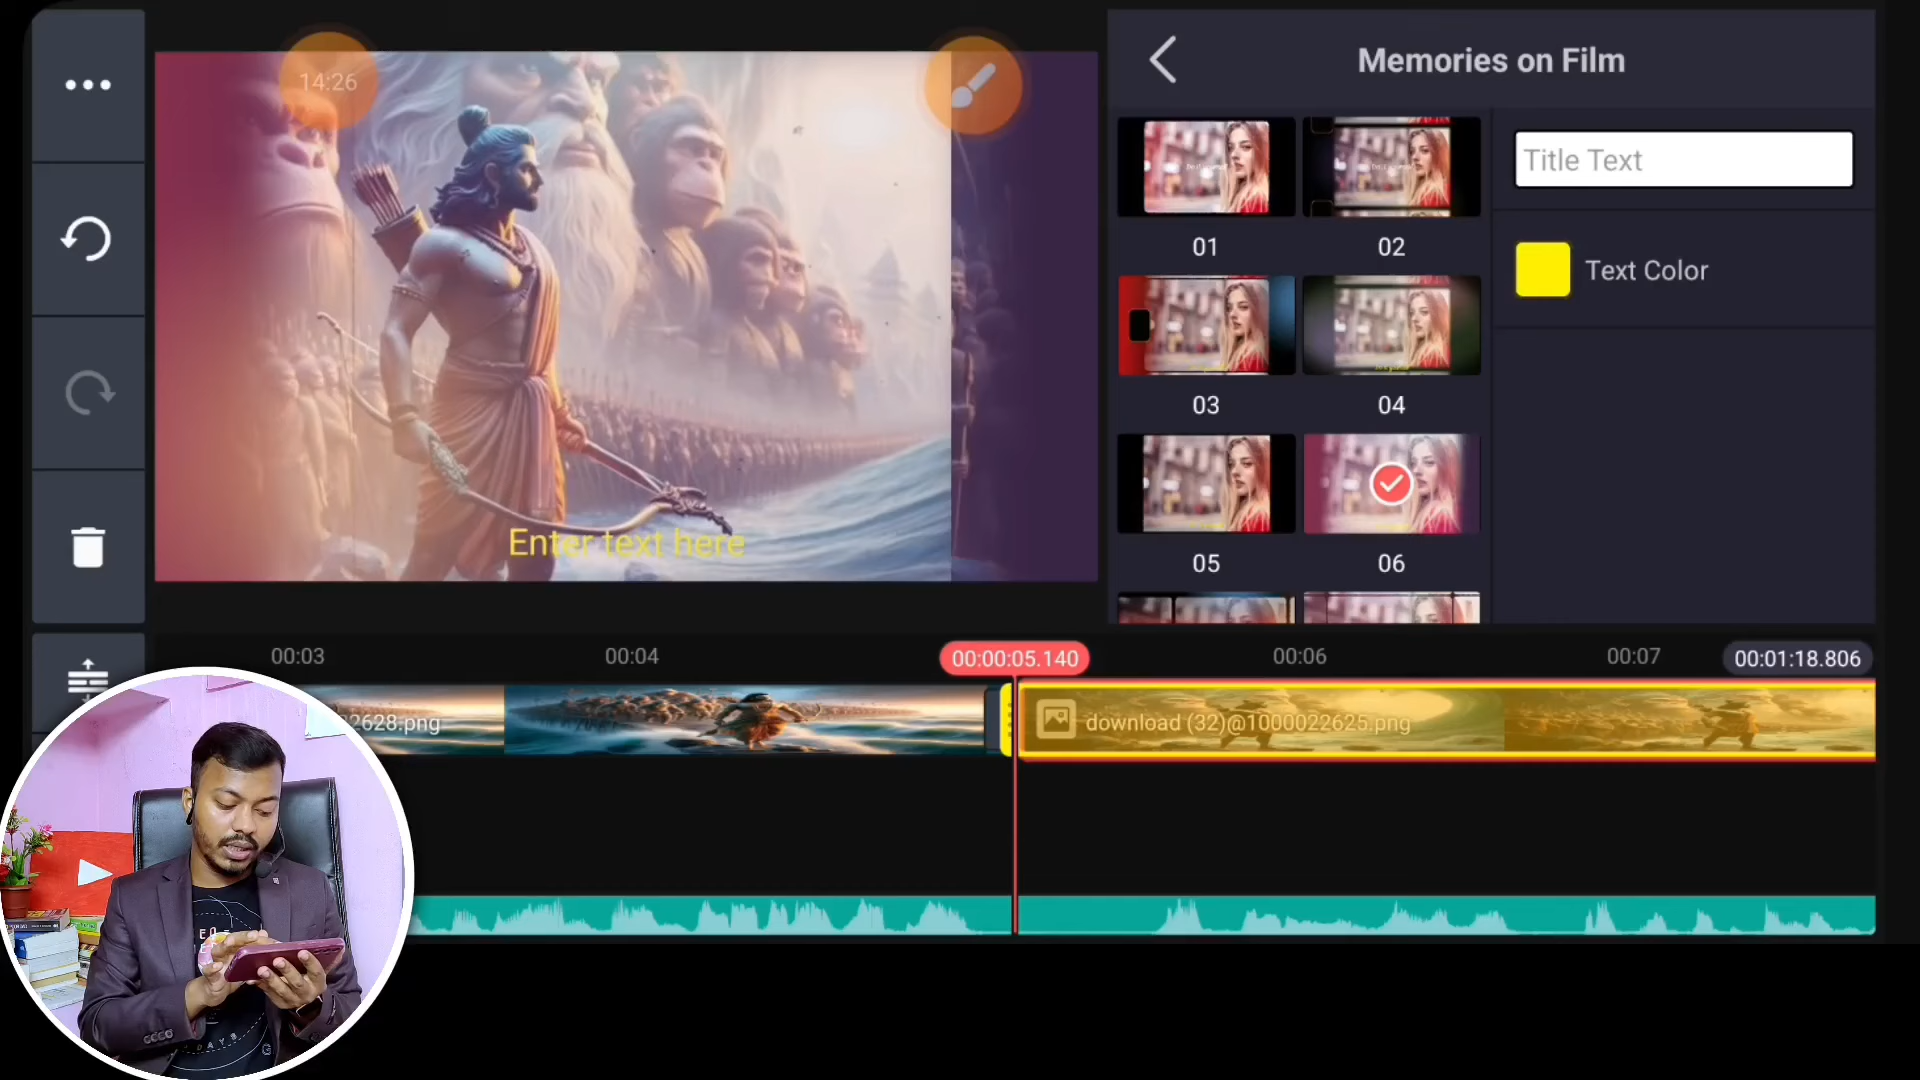 14:26
Enter text here
Memories on Film
Title Text
Text Color
01
02
03
04
05
06
00:03
00:04
00:00:05.140
00:06
00:07
00:01:18.806
22628.png
download (32)@1000022625.png